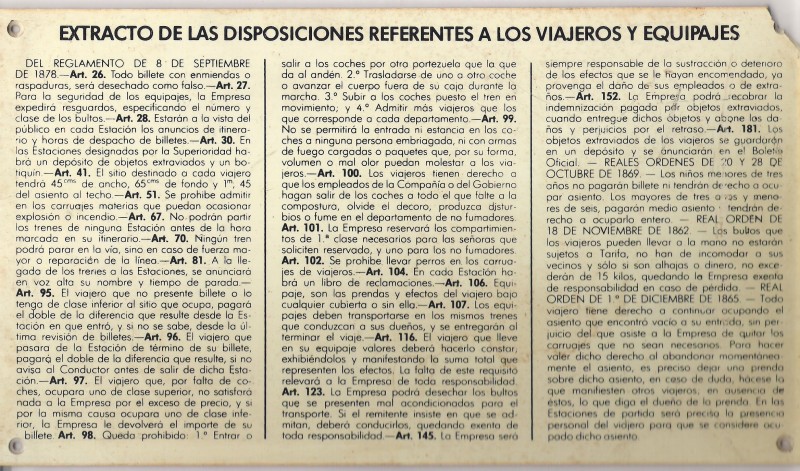 EXTRACTO DE LAS DISPOSICIONES REFERENTES A LOS VIAJEROS Y EQUIPAJES
DEL REGLAMENTO DE 8 DE SEPTIEMBRE
DE 1878.—Art. 26. Todo billete con enmiendas o
raspaduras, será desechado como falso.—Art. 27.
Para la seguridad de los equipajes, la Empresa
expedirá resguardos, especificando el número y
clase de los bultos.—Art. 28. Estarán a la vista del
público en cada Estación los anuncios de itinera-
rio y horas de despacho de billetes.—Art. 30. En
las Estaciones designadas por la Superioridad ha-
brá un depósito de objetos extraviados y un bo-
tiquín.—Art. 41. El sitio destinado a cada viajero
tendrá 45cms de ancho, 65cms de fondo y 1m, 45
del asiento al techo.—Art. 51. Se prohibe admitir
en las carruajes materias que puedan ocasionar
explosión o incendio.—Art. 67. No podrán partir
los trenes de ninguna Estación antes de la hora
marcada en su itinerario.—Art. 70. Ningún tren
podrá parar en la vía, sino en caso de fuerza ma-
yor o reparación de la línea.—Art. 81. A la lle-
gada de los trenes a las Estaciones, se anunciará
en voz alta su nombre y tiempo de parada.—
Art. 95. El viajero que no presente billete o lo
tenga de clase inferior al sitio que ocupa, pagará
el doble de la diferencia que resulte desde la Es-
tación en que entró, y si no se sabe, desde la úl-
tima revisión de billetes.—Art. 96. El viajero que
pasara de la Estación de término de su billete,
pagará el doble de la diferencia que resulte, si no
avisa al Conductor antes de salir de dicha Esta-
ción.—Art. 97. El viajero que, por falta de co-
ches, ocupara uno de clase superior, no satisfará
nada a la Empresa por el exceso de precio, y si
por la misma causa ocupara uno de clase infe-
rior, la Empresa le devolverá el importe de su
billete. Art. 98. Queda prohibido: 1.º Entrar o
salir a los coches por otro portezuela que la que
da al andén. 2.º Trasladarse de uno a otro coche
o avanzar el cuerpo fuera de su caja durante la
marcha. 3.º Subir a los coches puesto el tren en
movimiento; y 4.º Admitir más viajeros que los
que corresponde a cada departamento.—Art. 99.
No se permitirá la entrada ni estancia en los co-
ches a ninguna persona embriagada, ni con armas
de fuego cargadas o paquetes que, por su forma,
volumen o mal olor puedan molestar a los via-
jeros.—Art. 100. Los viajeros tienen derecho a
que los empleados de la Compañía o del Gobierno
hagan salir de los coches a todo el que falte a la
compostura, olvide el decoro, produzca distur-
bios o fume en el departamento de no fumadores.
Art. 101. La Empresa reservará los compartimien-
tos de 1.ª clase necesarios para las señoras que
soliciten reservado, y uno para los no fumadores.
Art. 102. Se prohibe llevar perros en los carrua-
jes de viajeros.—Art. 104. En cada Estación ha-
brá un libro de reclamaciones.—Art. 106. Equi-
paje, son las prendas y efectos del viajero bajo
cualquier cubierta o sin ella.—Art. 107. Los equi-
pajes deben transportarse en los mismos trenes
que conduzcan a sus dueños, y se entregarán al
terminar el viaje.—Art. 116. El viajero que lleve
en su equipaje valores deberá hacerlo constar,
exhibiéndolos y manifestando la suma total que
representen los efectos. La falta de este requisito
relevará a la Empresa de toda responsabilidad.
Art. 123. La Empresa podrá desechar los bultos
que se presenten mal acondicionados para el
transporte. Si el remitente insiste en que se ad-
mitan, deberá conducirlos, quedando exenta de
toda responsabilidad.—Art. 145. La Empresa será
siempre responsable de la sustracción o deterioro
de los efectos que se le hayan encomendado, ya
provenga el daño de sus empleados o de extra-
ños.—Art. 152. La Empresa podrá recobrar la
indemnización pagada por objetos extraviados,
cuando entregue dichos objetos y abone los da-
ños y perjuicios por el retraso.—Art. 181. Los
objetos extraviados de los viajeros se guardarán
en un depósito y se anunciarán en el Boletín
Oficial. — REALES ORDENES DE 20 Y 28 DE
OCTUBRE DE 1869. — Los niños menores de tres
años no pagarán billete ni tendrán derecho a ocu-
par asiento. Los mayores de tres años y meno-
res de seis, pagarán medio asiento y tendrán de-
recho a ocuparlo entero. — REAL ORDEN DE
18 DE NOVIEMBRE DE 1862. — Los bultos que
los viajeros pueden llevar a la mano no estarán
sujetos a Tarifa, no han de incomodar a sus
vecinos y sólo si son alhajas o dinero, no exce-
derán de 15 kilos, quedando la Empresa exenta
de responsabilidad en caso de pérdida. — REAL
ORDEN DE 1.º DE DICIEMBRE DE 1865. — Todo
viajero tiene derecho a continuar ocupando el
asiento que encontró vacío a su entrada, sin per-
juicio del que asiste a la Empresa de quitar los
carruajes que no sean necesarios. Para hacer
valer dicho derecho al abandonar momentánea-
mente el asiento, es preciso dejar una prenda
sobre dicho asiento, en caso de duda, hácese la
que manifiesten otros viajeros, en ausencia de
éstos, lo que diga el dueño de la prenda. En las
Estaciones de partida será precisa la presencia
personal del viajero para que se considere ocu-
pado dicho asiento.